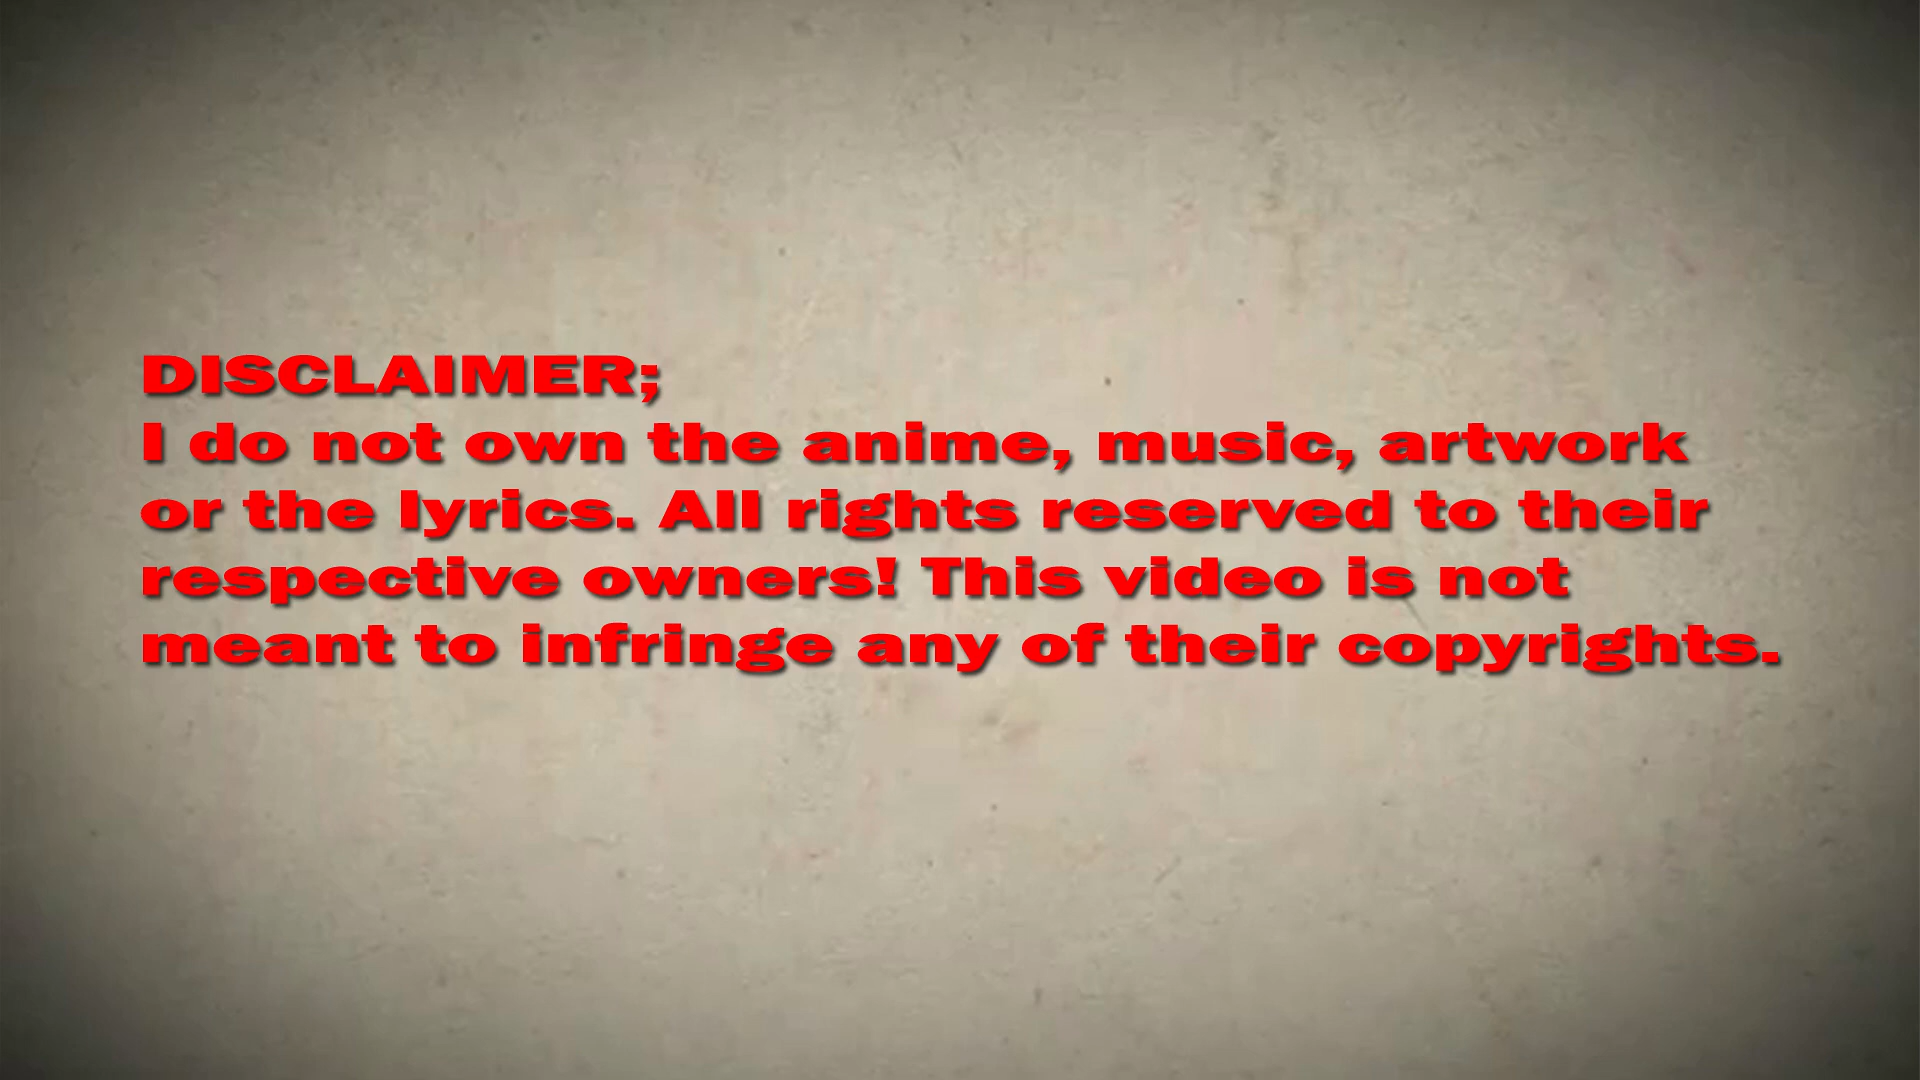 DISCLAIMER;
I do not own the anime, music, artwork
or the lyrics. All rights reserved to their
respective owners! This video is not
meant to infringe any of their copyrights.